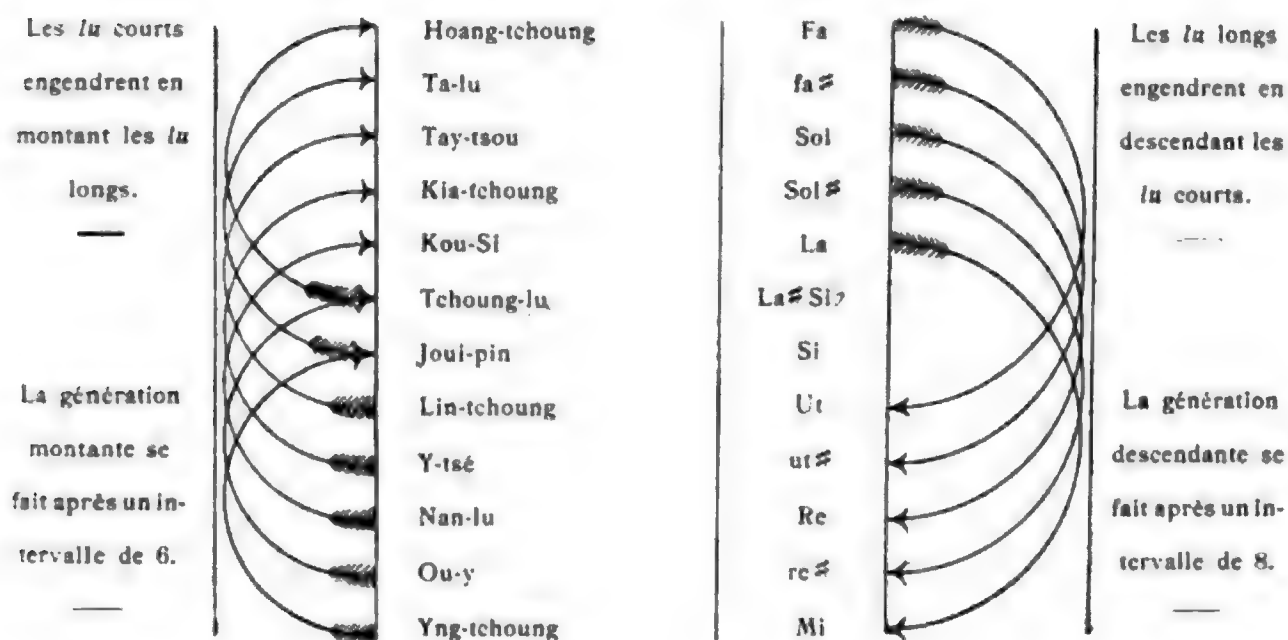 Les lu courts
engendrent en
montant les lu
longs.
La génération
montante se
fait après un in-
tervalle de 6.
Hoang-tchoung
Ta-lu
Tay-tsou
Kia-tchoung
Kou-Si
Tchoung-lu
Joui-pin
Lin-tchoung
Y-tsé
Nan-lu
Ou-y
Yng-tchoung
Fa
fa#
Sol
Sol#
La
La# Si♭
Si
Ut
ut#
Re
re#
Mi
Les lu longs
engendrent en
descendant les
lu courts.
La génération
descendante se
fait après un in-
tervalle de 8.